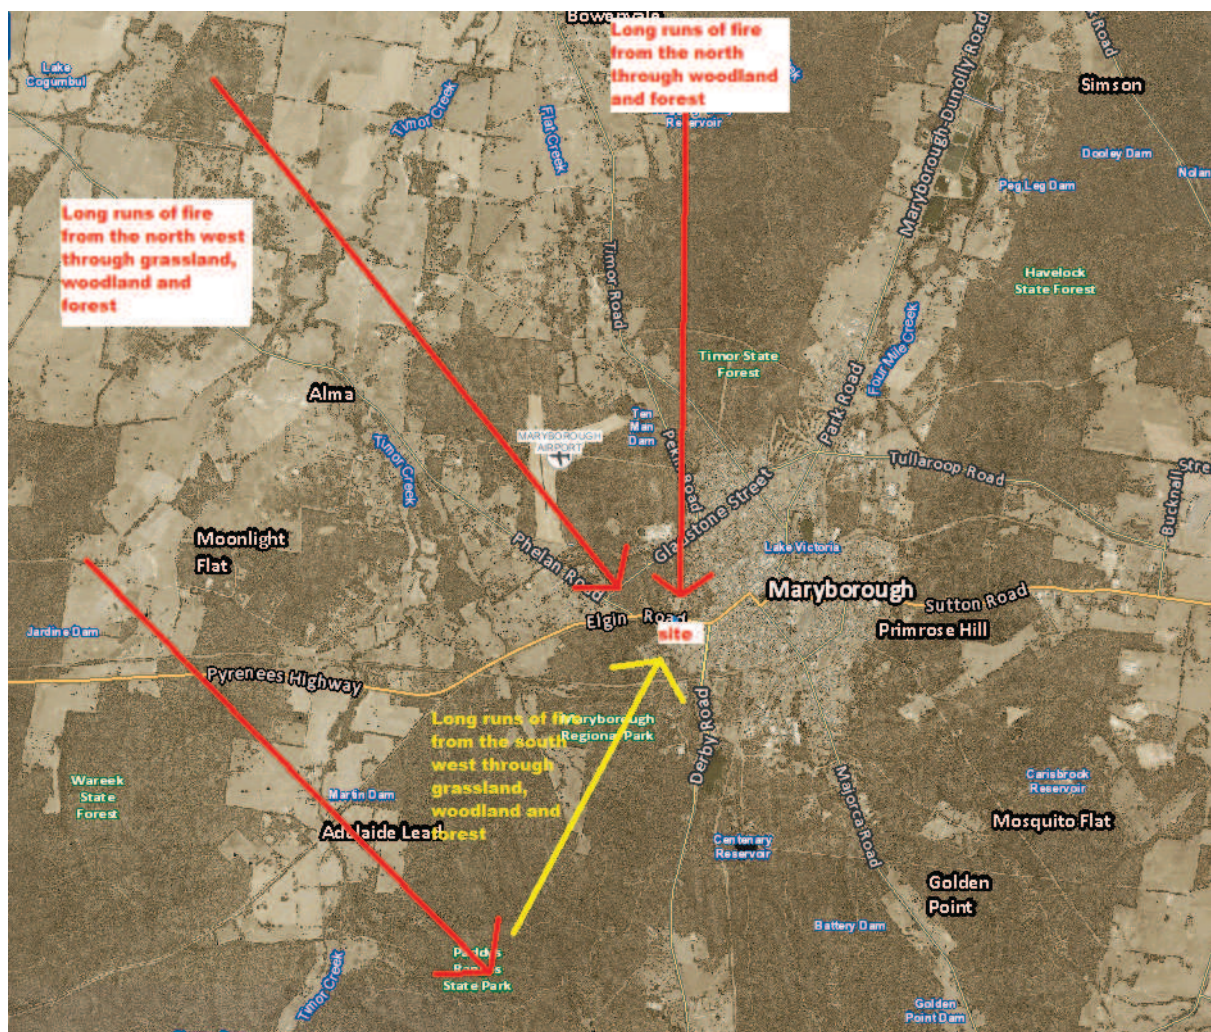 Bowenvale
Long runs of fire
from the north
through woodland
and forest
Reservoir
Creek
Maryborough-Dunolly Road
Road
Simson
Lake
Cogumbul
Timor Creek
Flat Creek
Dooley Dam
Nolan
Peg Leg Dam
Long runs of fire
from the north west
through grassland,
woodland and
forest
Timor Road
Havelock
State Forest
Four Mile Creek
Timor State
Forest
Alma
Ten
Man
Dam
MARYBOROUGH
AIRPORT
Park Road
Timor Creek
Road
Gladstone Street
Tullaroop Road
Bucknall Stre
Moonlight
Flat
Phelan Road
Lake Victoria
Maryborough
Sutton Road
Elgin Road
site
Primrose Hill
Jardine Dam
Pyrenees Highway
Long runs of fire
from the south
west through
grassland,
woodland and
forest
Maryborough
Regional Park
Derby Road
Wareek
State
Forest
Martin Dam
Adelaide Lead
Majorca Road
Carisbrook
Reservoir
Mosquito Flat
Centenary
Reservoir
Golden
Point
Battery Dam
Paddys
Ranges
State Park
Timor Creek
Golden
Point Dam